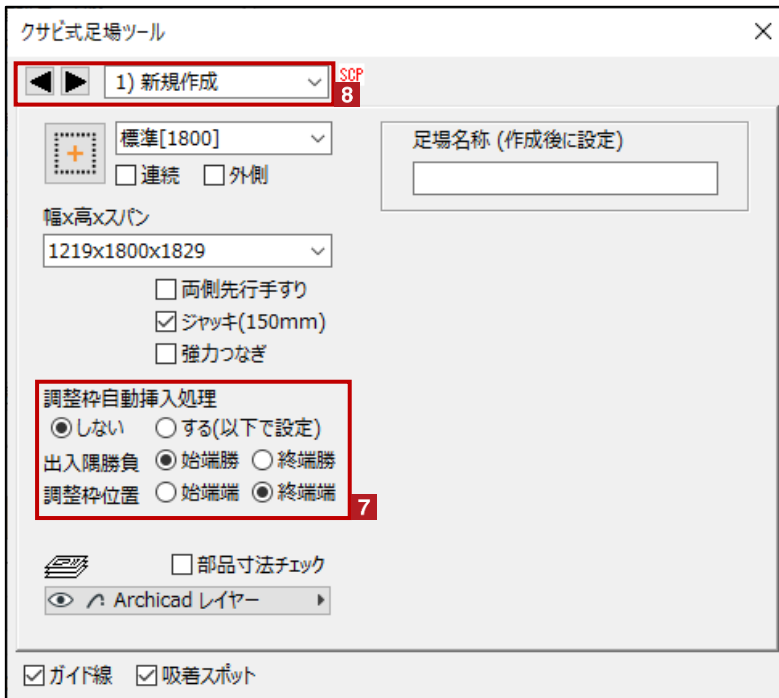 クサビ式足場ツール
1) 新規作成
SCP
8
標準[1800]
連続 外側
足場名称 (作成後に設定)
幅x高xスパン
1219x1800x1829
両側先行手すり
ジャッキ(150mm)
強力つなぎ
調整枠自動挿入処理
しない する(以下で設定)
出入隅勝負 始端勝 終端勝
調整枠位置 始端端 終端端
7
部品寸法チェック
Archicad レイヤー
ガイド線 吸着スポット